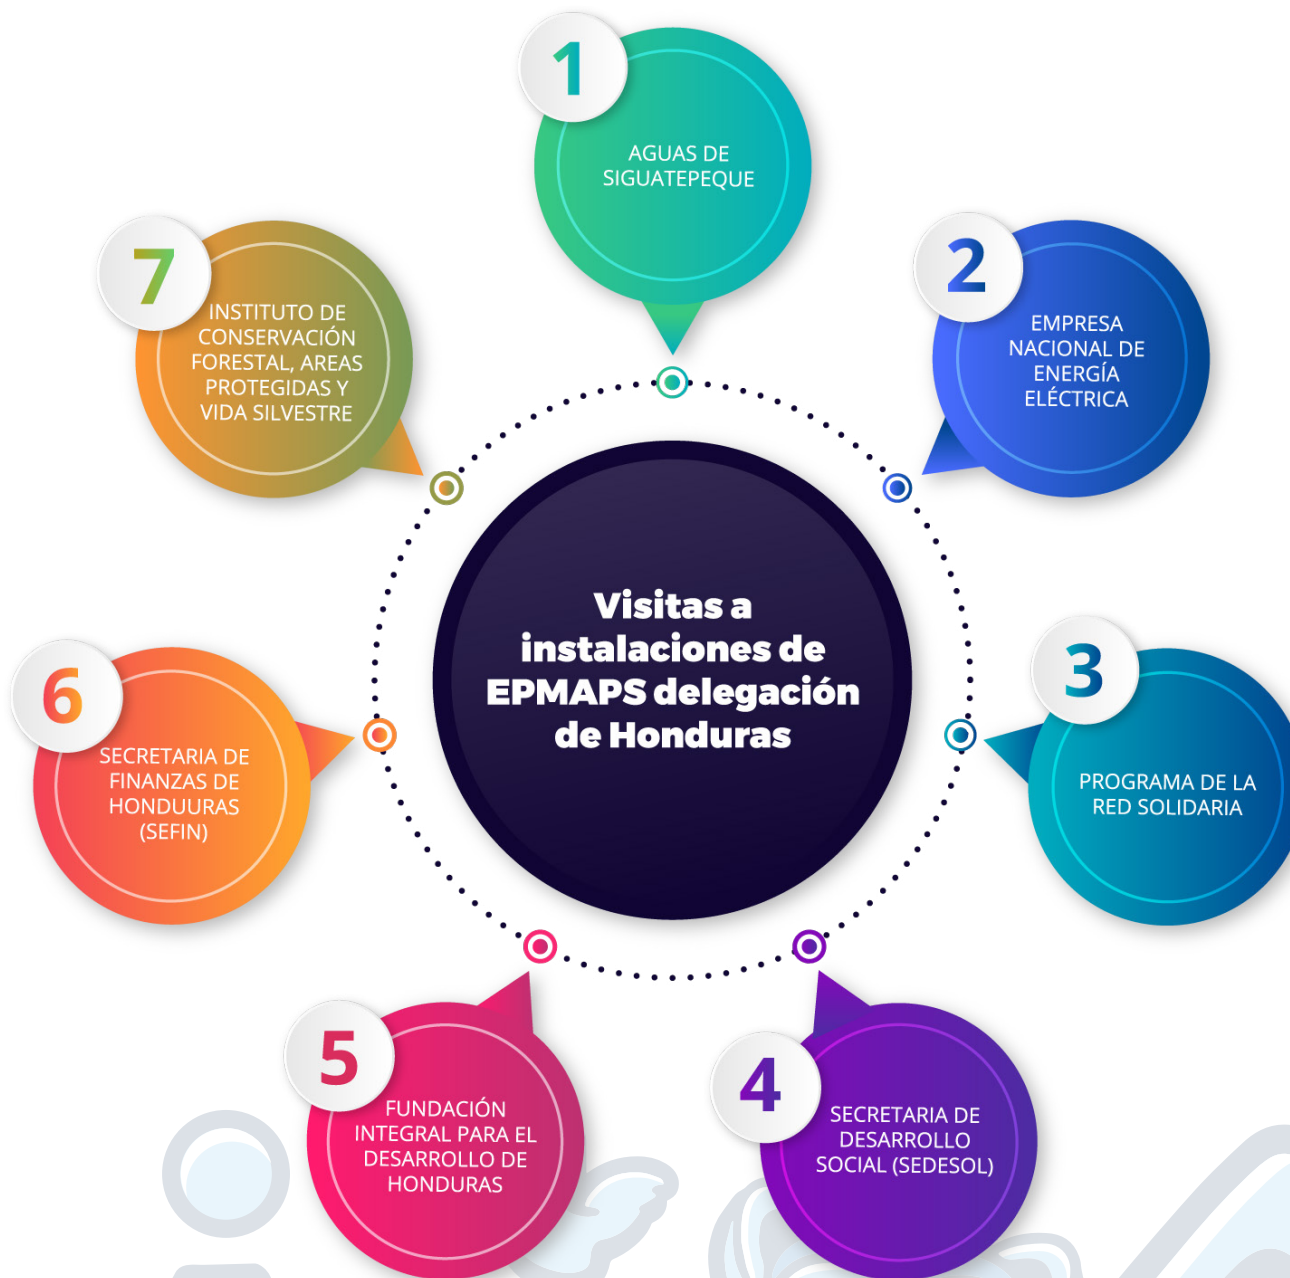 Visitas a
instalaciones de
EPMAPS delegación
de Honduras
1
AGUAS DE
SIGUATEPEQUE
2
EMPRESA
NACIONAL DE
ENERGÍA
ELÉCTRICA
3
PROGRAMA DE LA
RED SOLIDARIA
4
SECRETARIA DE
DESARROLLO
SOCIAL (SEDESOL)
5
FUNDACIÓN
INTEGRAL PARA EL
DESARROLLO DE
HONDURAS
6
SECRETARIA DE
FINANZAS DE
HONDUURAS
(SEFIN)
7
INSTITUTO DE
CONSERVACIÓN
FORESTAL, AREAS
PROTEGIDAS Y
VIDA SILVESTRE